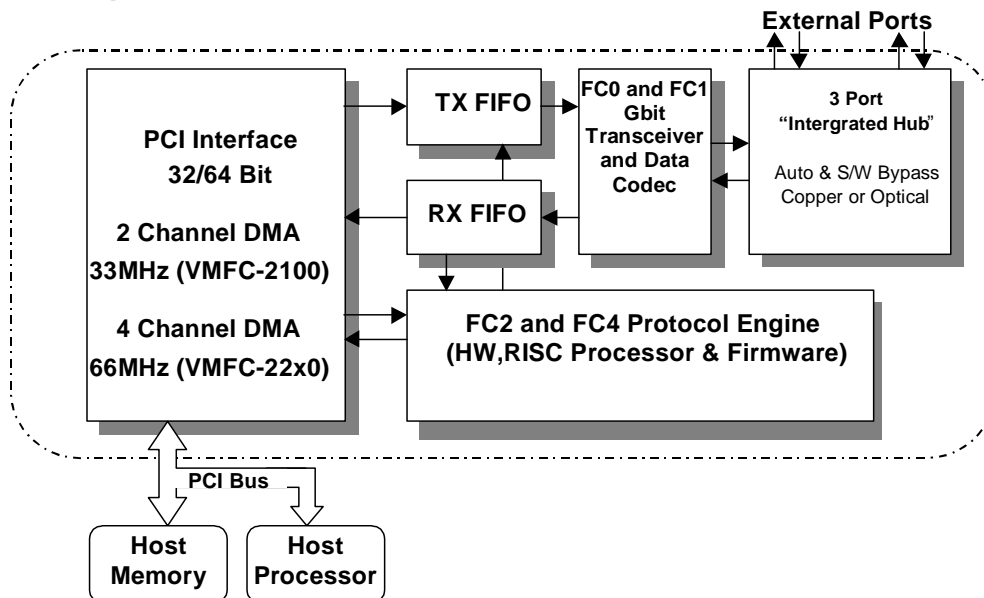 External Ports
PCI Interface
32/64 Bit
2 Channel DMA
33MHz (VMFC-2100)
4 Channel DMA
66MHz (VMFC-22x0)
TX FIFO
RX FIFO
FC0 and FC1
Gbit
Transceiver
and Data
Codec
3 Port
“Intergrated Hub”
Auto & S/W Bypass
Copper or Optical
FC2 and FC4 Protocol Engine
(HW,RISC Processor & Firmware)
PCI Bus
Host
Memory
Host
Processor